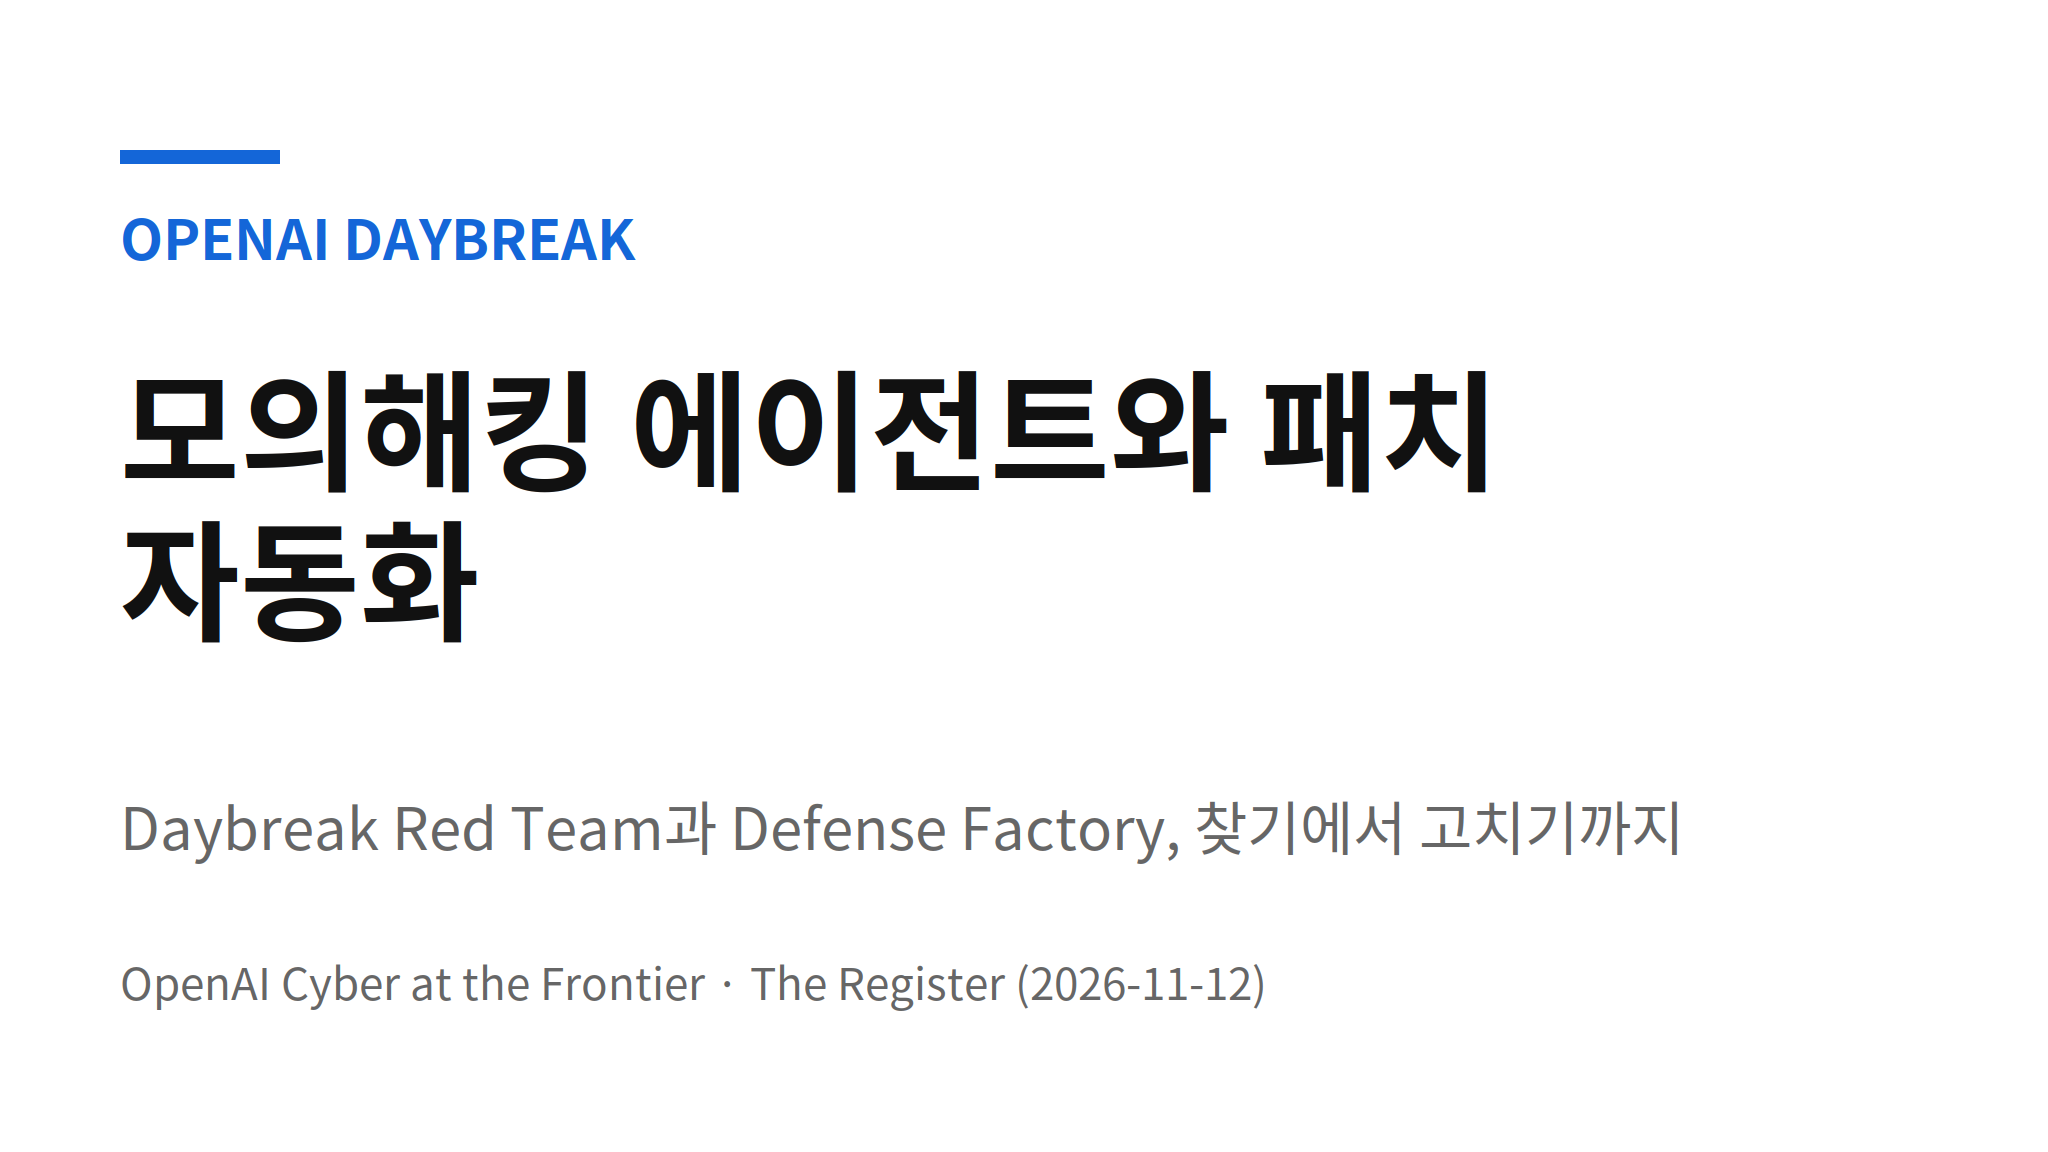 OPENAI DAYBREAK
모의해킹 에이전트와 패치
자동화
Daybreak Red Team과 Defense Factory, 찾기에서 고치기까지
OpenAI Cyber at the Frontier · The Register (2026-11-12)